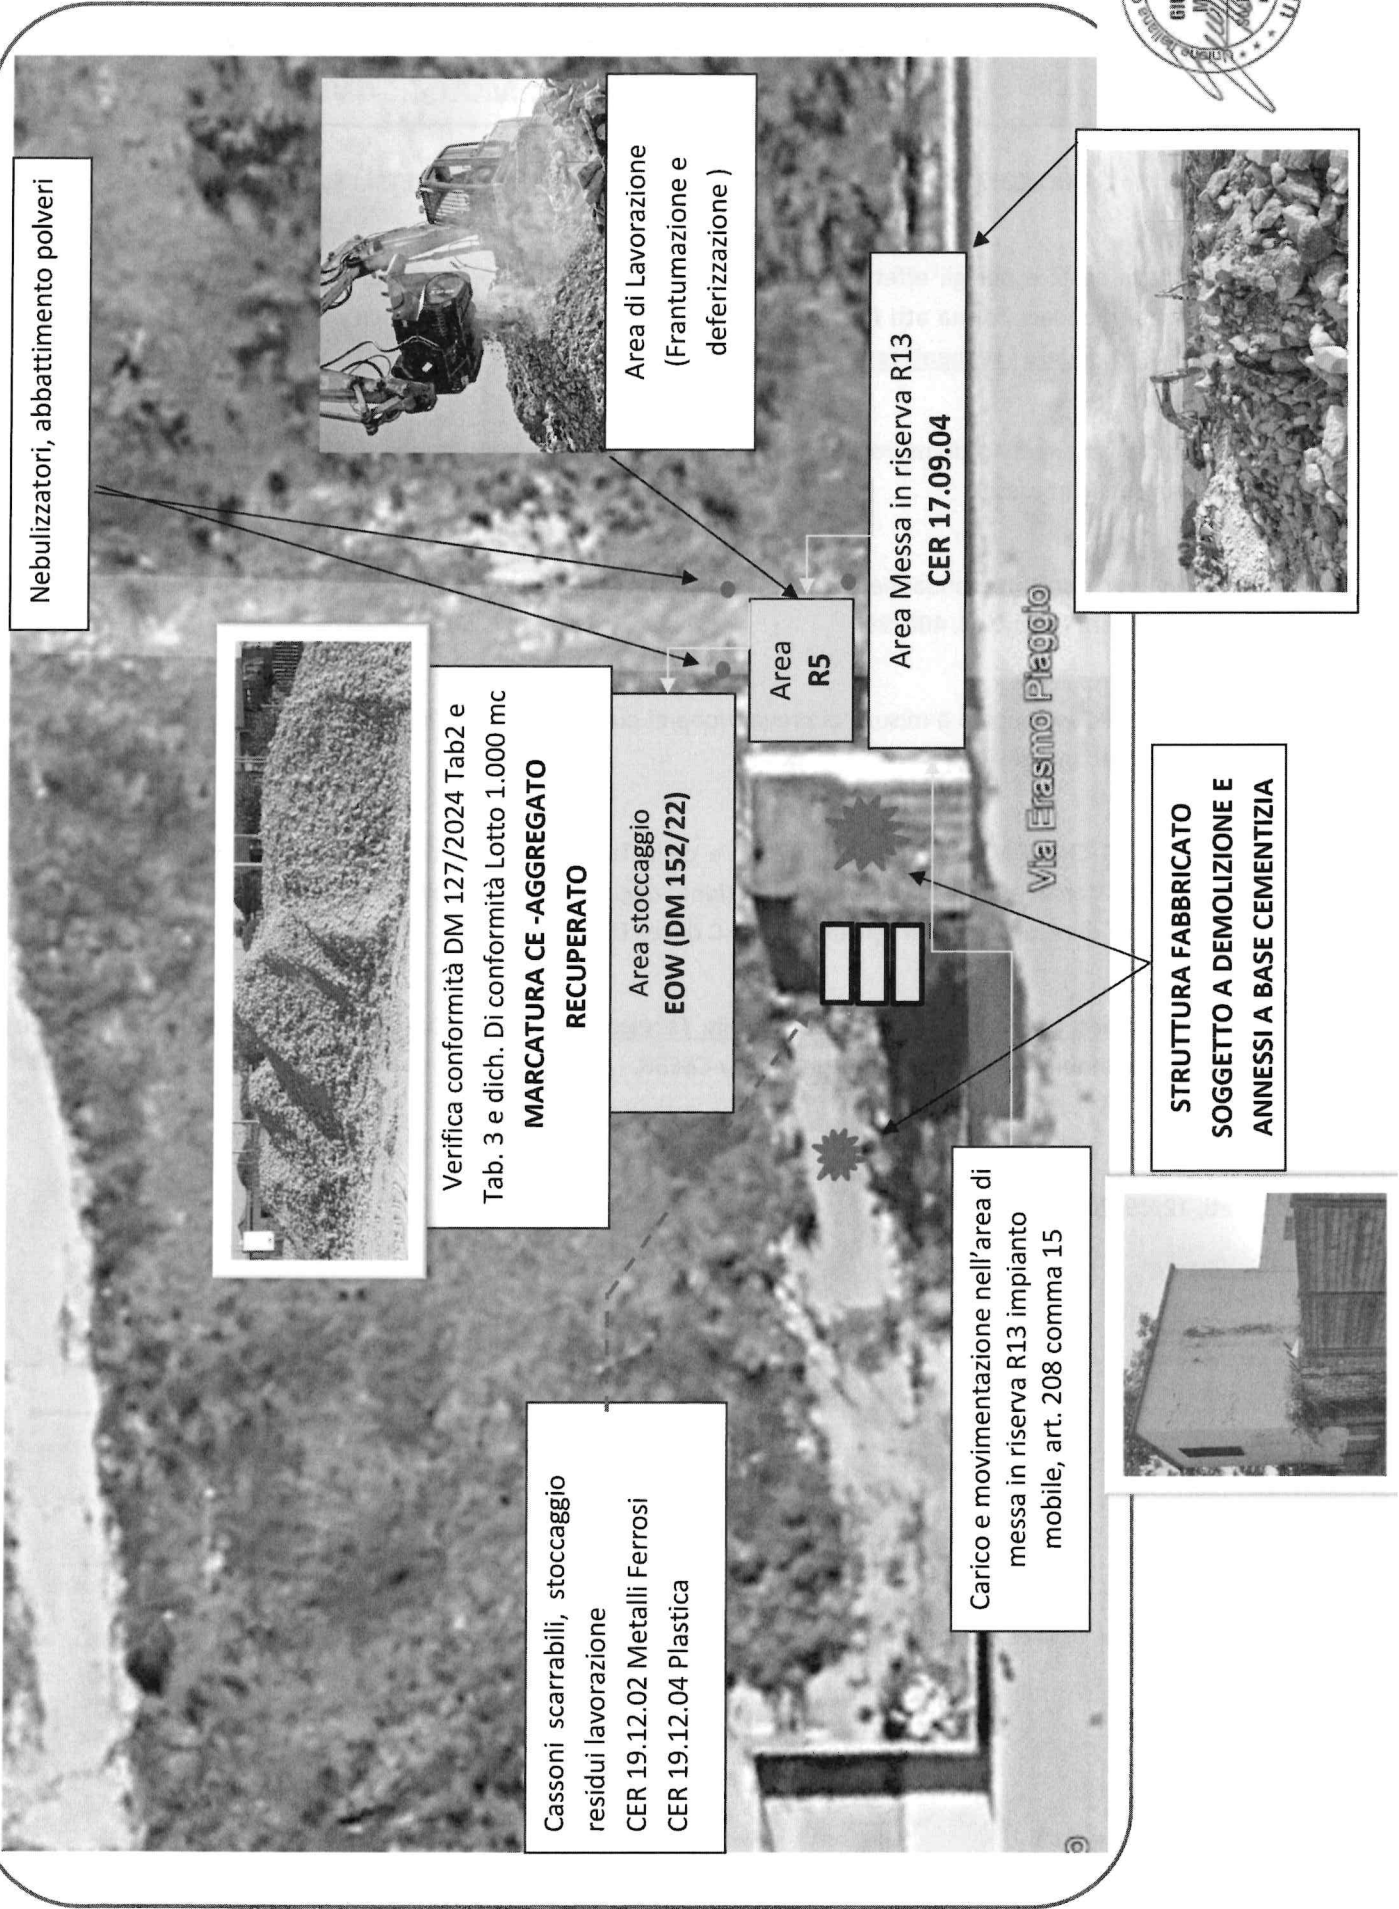 Nebulizzatori, abbattimento polveri
Area di Lavorazione
(Frantumazione e
deferizzazione )
Verifica conformità DM 127/2024 Tab2 e
Tab. 3 e dich. Di conformità Lotto 1.000 mc
MARCATURA CE -AGGREGATO
RECUPERATO
Area stoccaggio
EOW (DM 152/22)
Area
R5
Area Messa in riserva R13
CER 17.09.04
Cassoni scarrabili, stoccaggio
residui lavorazione
CER 19.12.02 Metalli Ferrosi
CER 19.12.04 Plastica
Via Erasmo Piaggio
Carico e movimentazione nell'area di
messa in riserva R13 impianto
mobile, art. 208 comma 15
STRUTTURA FABBRICATO
SOGGETTO A DEMOLIZIONE E
ANNESSI A BASE CEMENTIZIA